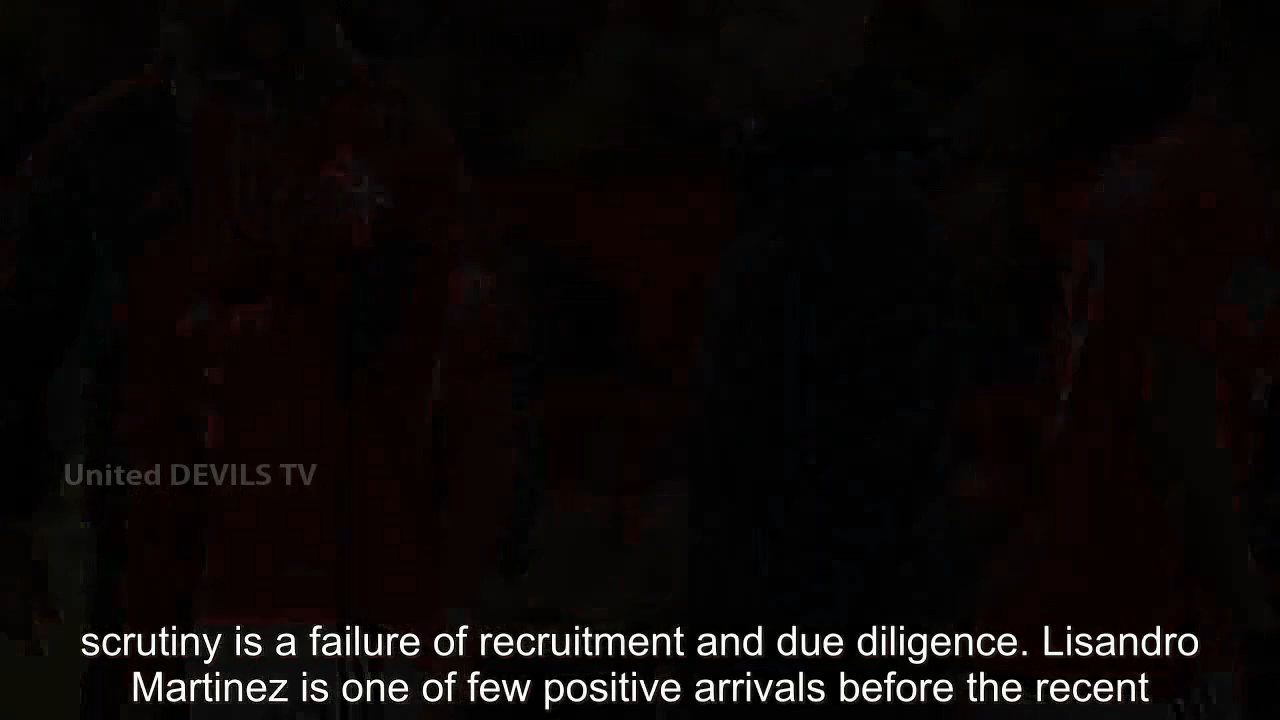 United DEVILS TV
scrutiny is a failure of recruitment and due diligence. Lisandro
Martinez is one of few positive arrivals before the recent